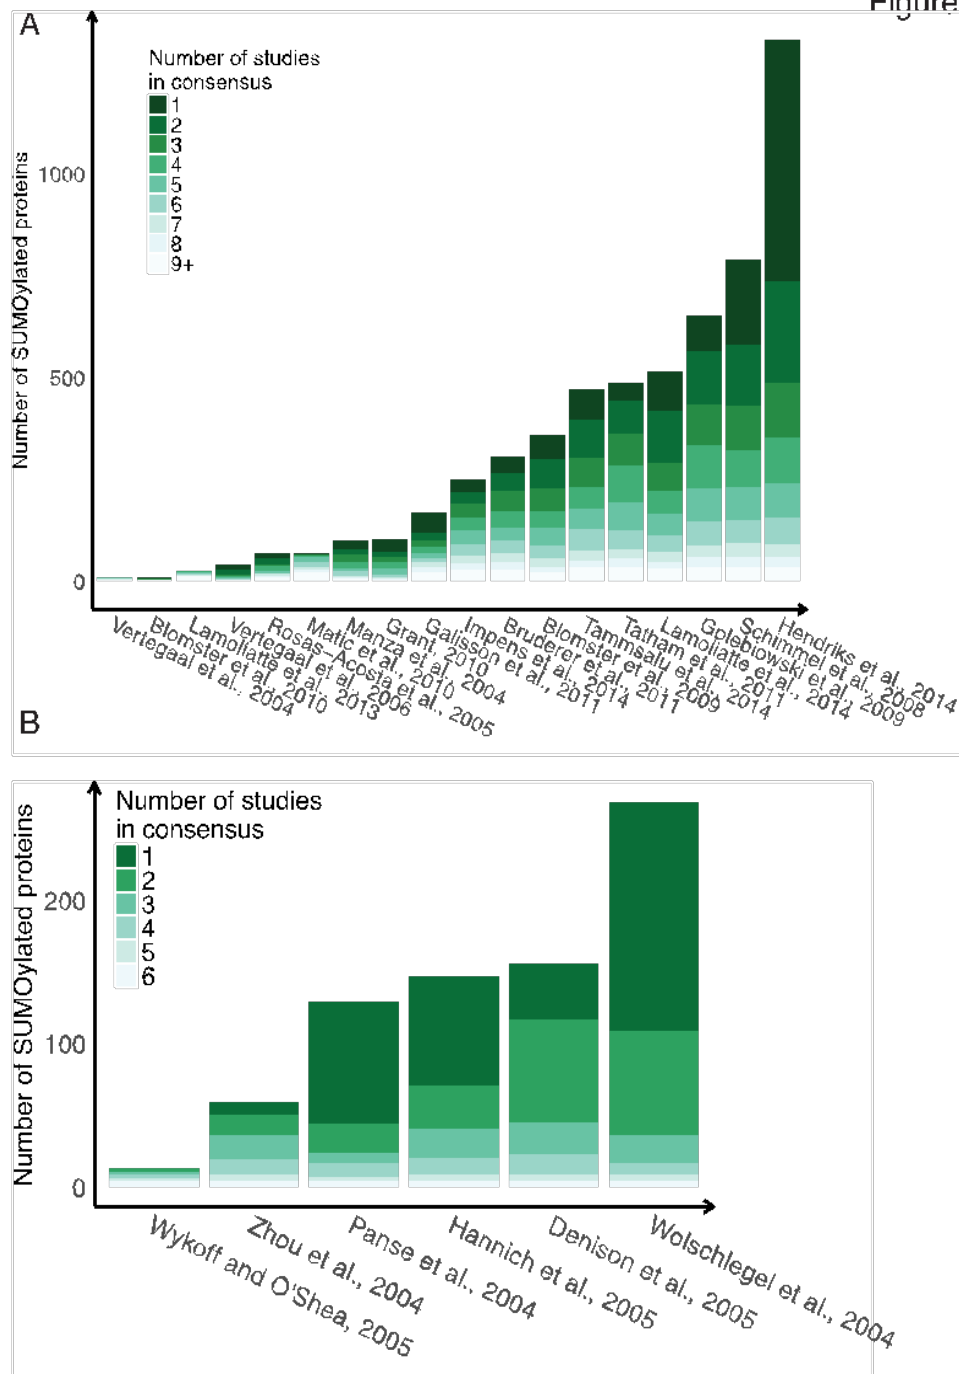 Figure
A
Number of studies
in consensus
1
2
3
4
5
6
7
8
9+
Number of SUMOylated proteins
1000
500
0
Vertegaal et al., 2004
Blomster et al., 2010
Lamoliatte et al., 2013
Vertegaal et al., 2006
Rosas-Acosta et al., 2005
Matic et al., 2010
Manza et al., 2004
Grant, 2010
Galisson et al., 2011
Impens et al., 2014
Bruderer et al., 2011
Blomster et al., 2009
Tammsalu et al., 2014
Tatham et al., 2011
Lamoliatte et al., 2014
Golebiowski et al., 2009
Schimmel et al., 2008
Hendriks et al., 2014
B
Number of studies
in consensus
1
2
3
4
5
6
Number of SUMOylated proteins
200
100
0
Wykoff and O'Shea, 2005
Zhou et al., 2004
Panse et al., 2004
Hannich et al., 2005
Denison et al., 2005
Wolschlegel et al., 2004